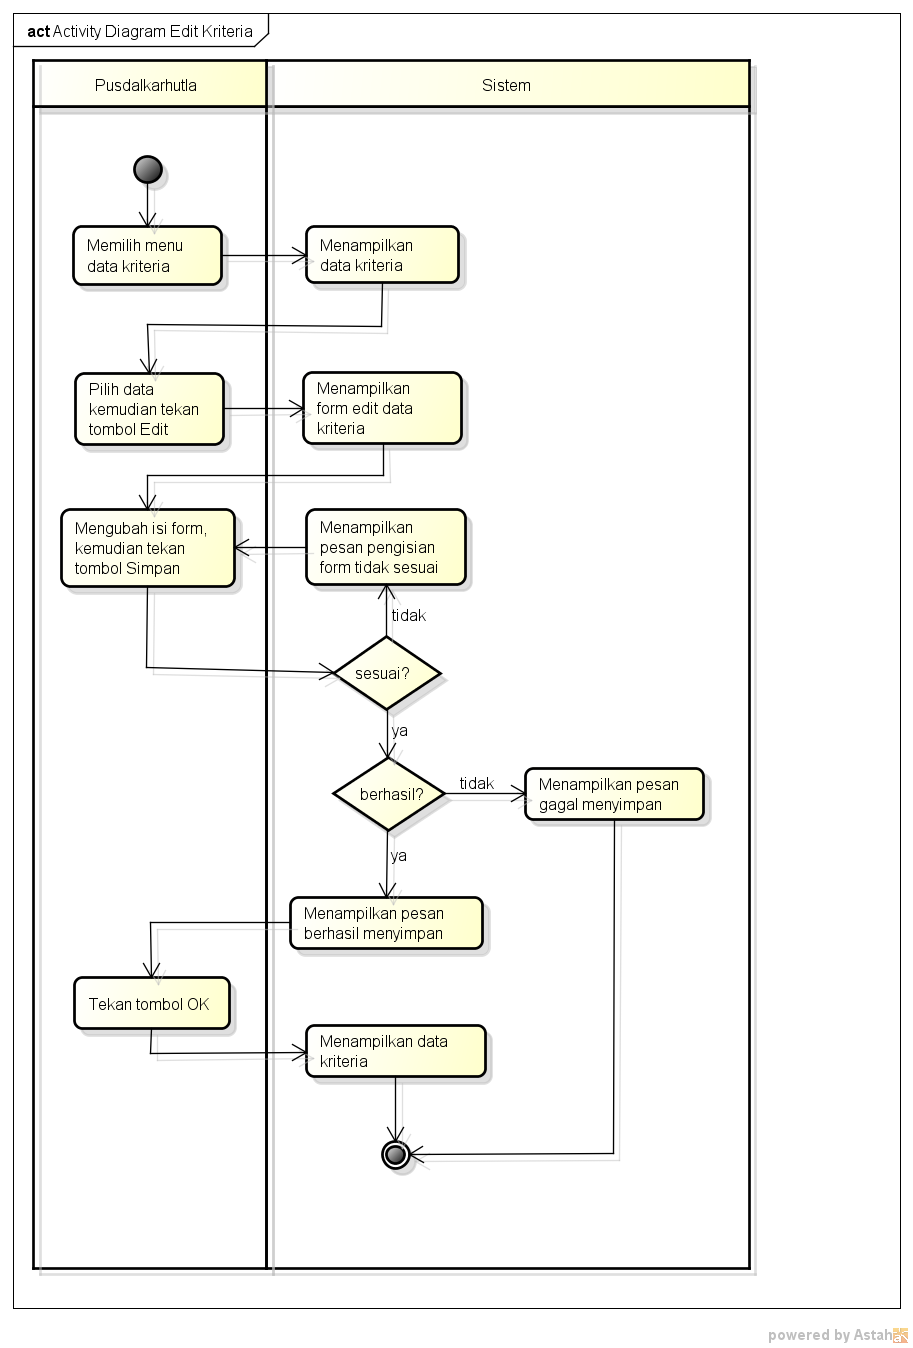 act Activity Diagram Edit Kriteria
Pusdalkarhutla
Sistem
Memilih menu
data kriteria
Menampilkan
data kriteria
Pilih data
kemudian tekan
tombol Edit
Menampilkan
form edit data
kriteria
Mengubah isi form,
kemudian tekan
tombol Simpan
Menampilkan
pesan pengisian
form tidak sesuai
tidak
sesuai?
ya
berhasil?
tidak
Menampilkan pesan
gagal menyimpan
ya
Menampilkan pesan
berhasil menyimpan
Tekan tombol OK
Menampilkan data
kriteria
powered by Astah